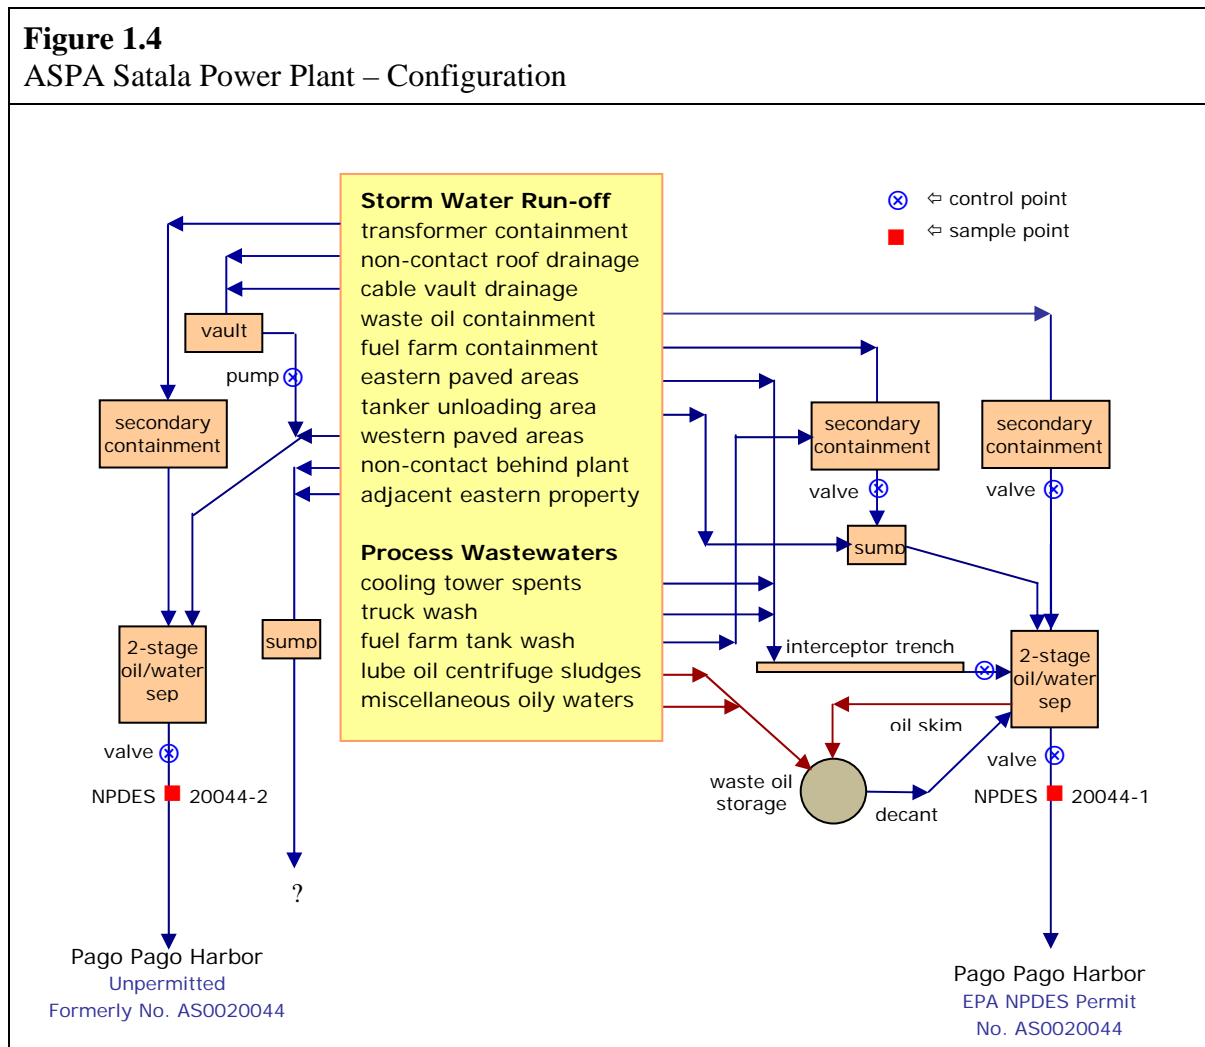 Figure 1.4
ASPA Satala Power Plant – Configuration
Storm Water Run-off
transformer containment
non-contact roof drainage
cable vault drainage
waste oil containment
fuel farm containment
eastern paved areas
tanker unloading area
western paved areas
non-contact behind plant
adjacent eastern property
Process Wastewaters
cooling tower spents
truck wash
fuel farm tank wash
lube oil centrifuge sludges
miscellaneous oily waters
⇦ control point
⇦ sample point
vault
pump
secondary
containment
2-stage
oil/water
sep
valve
NPDES
20044-2
sump
?
Pago Pago Harbor
Unpermitted
Formerly No. AS0020044
secondary
containment
valve
sump
secondary
containment
valve
interceptor trench
2-stage
oil/water
sep
oil skim
waste oil
storage
decant
valve
NPDES
20044-1
Pago Pago Harbor
EPA NPDES Permit
No. AS0020044